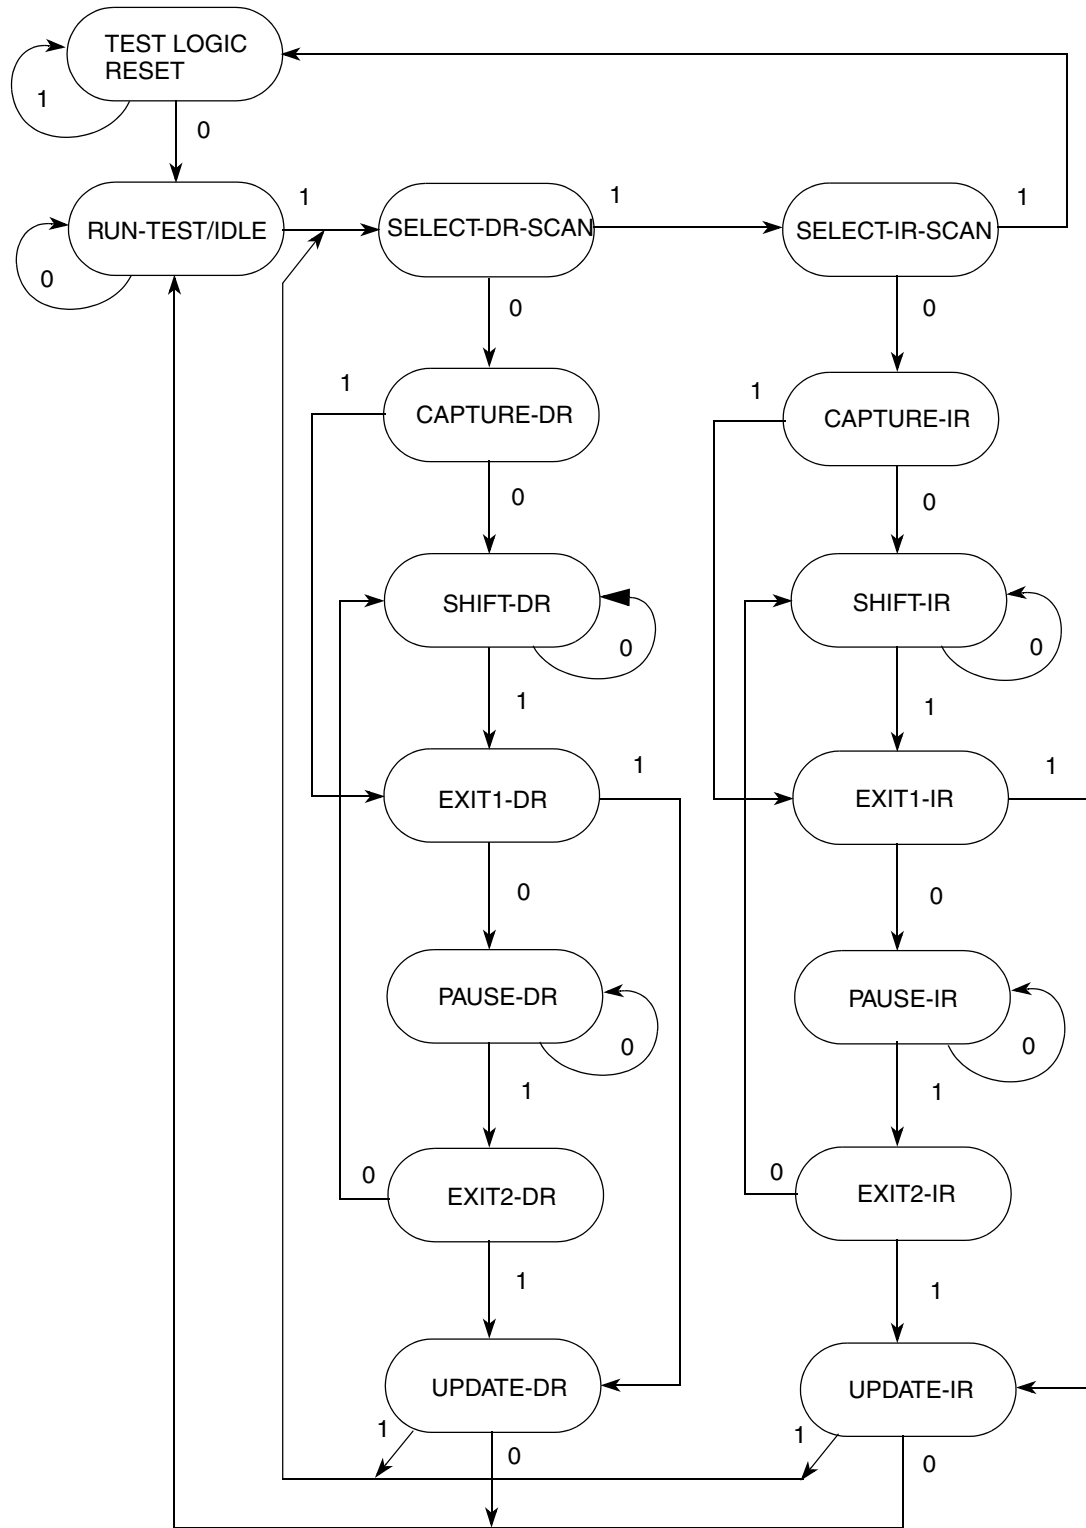 TEST LOGIC
RESET
1
0
RUN-TEST/IDLE
1
SELECT-DR-SCAN
1
SELECT-IR-SCAN
1
0
0
0
1
CAPTURE-DR
1
CAPTURE-IR
0
0
SHIFT-DR
0
SHIFT-IR
0
1
1
EXIT1-DR
1
EXIT1-IR
1
0
0
PAUSE-DR
0
PAUSE-IR
0
1
1
0
EXIT2-DR
0
EXIT2-IR
1
1
UPDATE-DR
UPDATE-IR
1
0
1
0